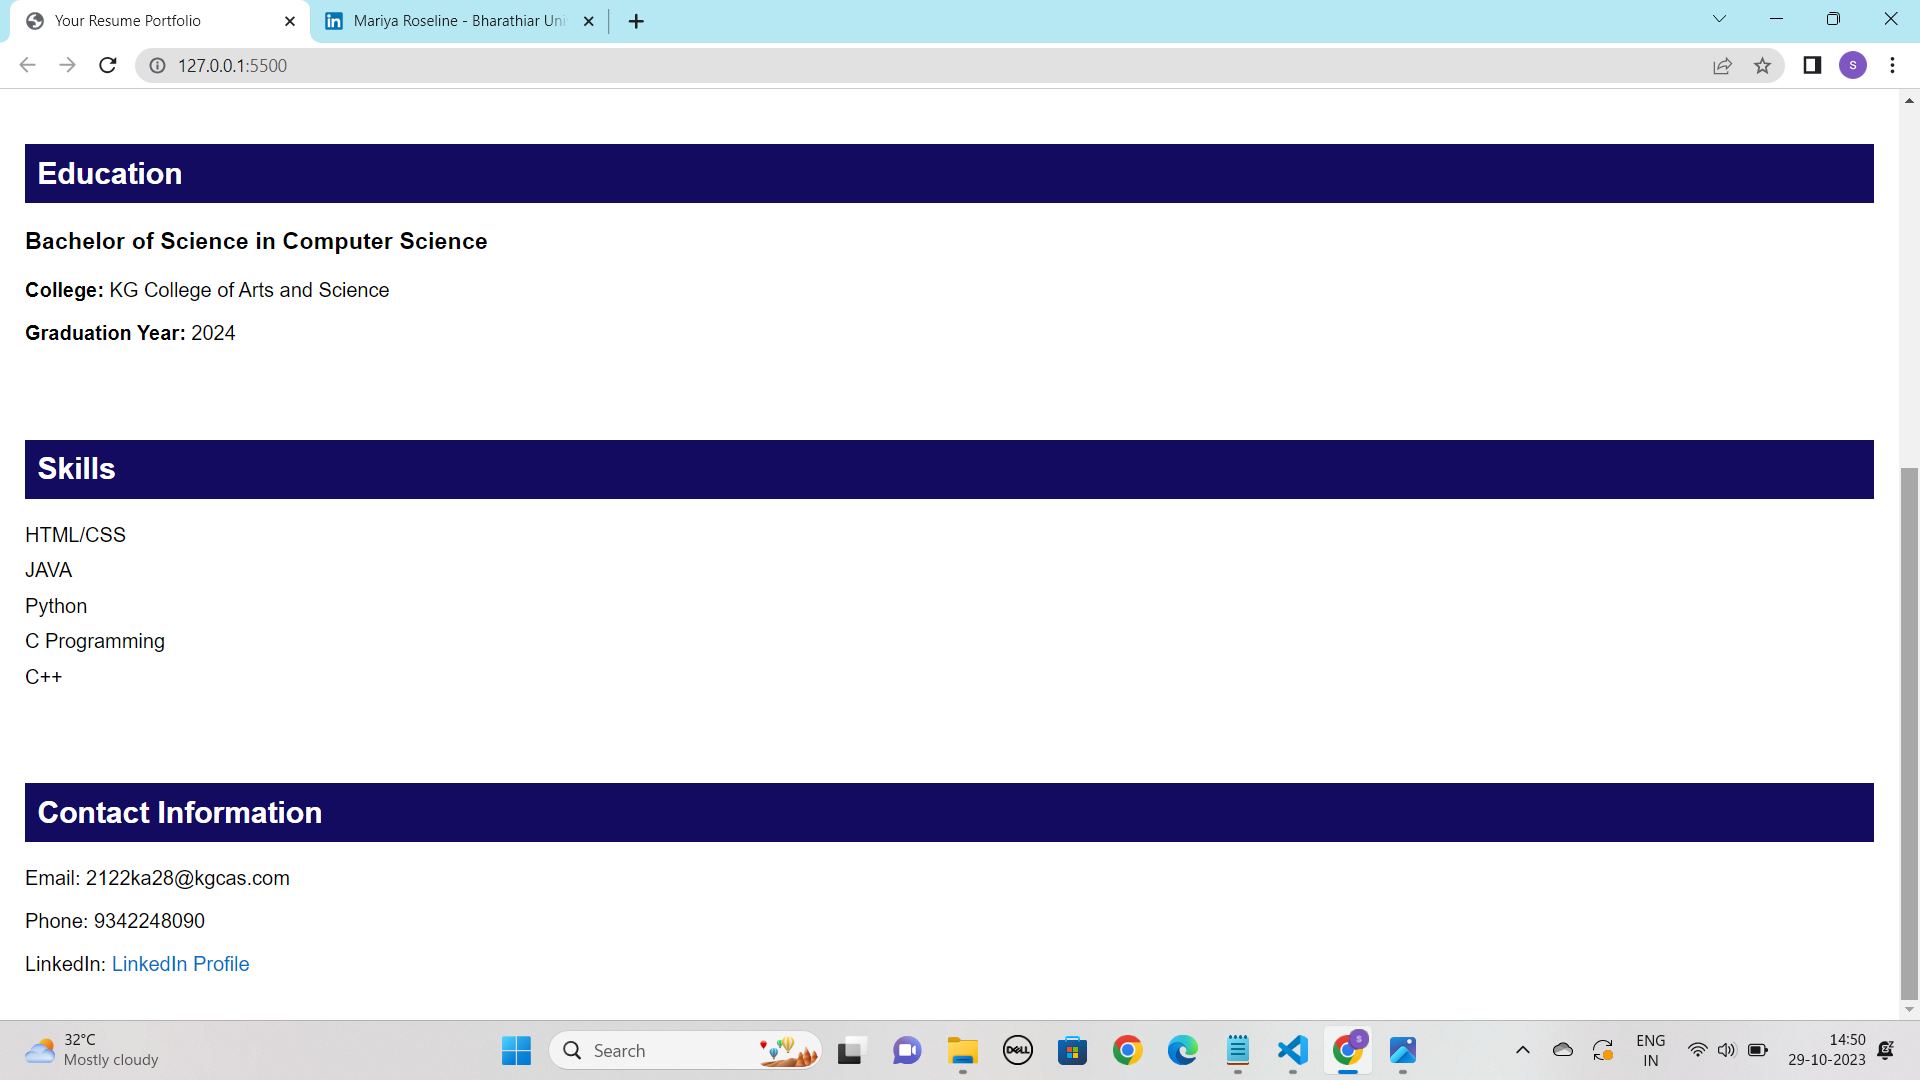 Your Resume Portfolio
Mariya Roseline - Bharathiar Uni
127.0.0.1:5500
S
Education
Bachelor of Science in Computer Science
College: KG College of Arts and Science
Graduation Year: 2024
Skills
HTML/CSS
JAVA
Python
C Programming
C++
Contact Information
Email: 2122ka28@kgcas.com
Phone: 9342248090
LinkedIn: LinkedIn Profile
32°C
Mostly cloudy
Search
DELL
S
ENG
IN
14:50
29-10-2023